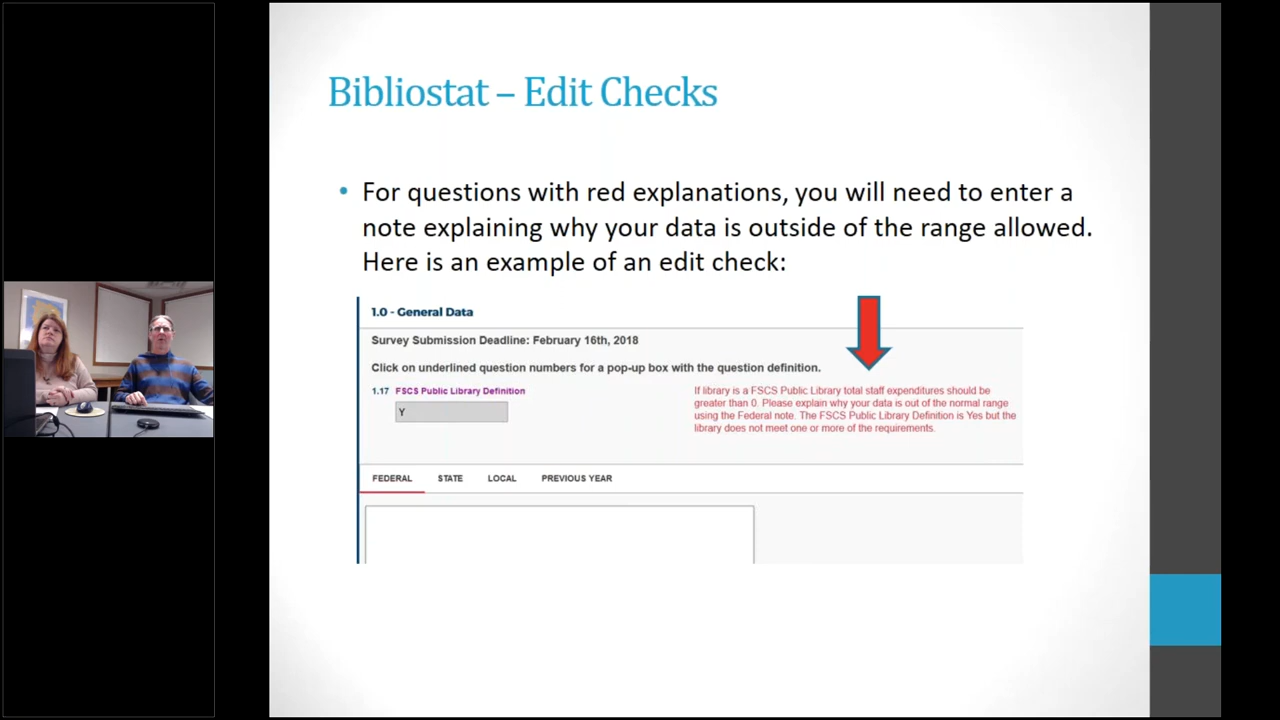 Bibliostat – Edit Checks
• For questions with red explanations, you will need to enter a
note explaining why your data is outside of the range allowed.
Here is an example of an edit check:
1.0 - General Data
Survey Submission Deadline: February 16th, 2018
Click on underlined question numbers for a pop-up box with the question definition.
1.17 FSCS Public Library Definition
Y
If library is a FSCS Public Library total staff expenditures should be
greater than 0. Please explain why your data is out of the normal range
using the Federal note. The FSCS Public Library Definition is Yes but the
library does not meet one or more of the requirements.
FEDERAL STATE LOCAL PREVIOUS YEAR